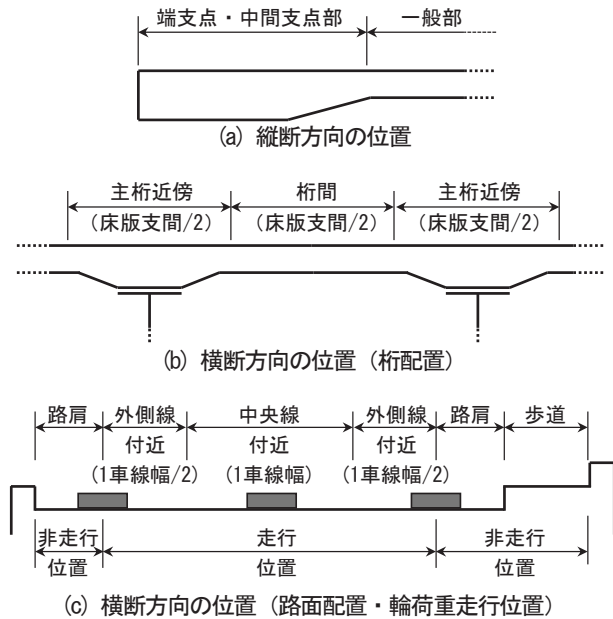 端支点・中間支点部 一般部
(a) 縦断方向の位置
主桁近傍 桁間 主桁近傍
(床版支間/2) (床版支間/2) (床版支間/2)
(b) 横断方向の位置（桁配置）
路肩 外側線 中央線 外側線 路肩 歩道
付近 付近 付近
(1車線幅/2) (1車線幅) (1車線幅/2)
非走行 走行 非走行
位置 位置 位置
(c) 横断方向の位置（路面配置・輪荷重走行位置）